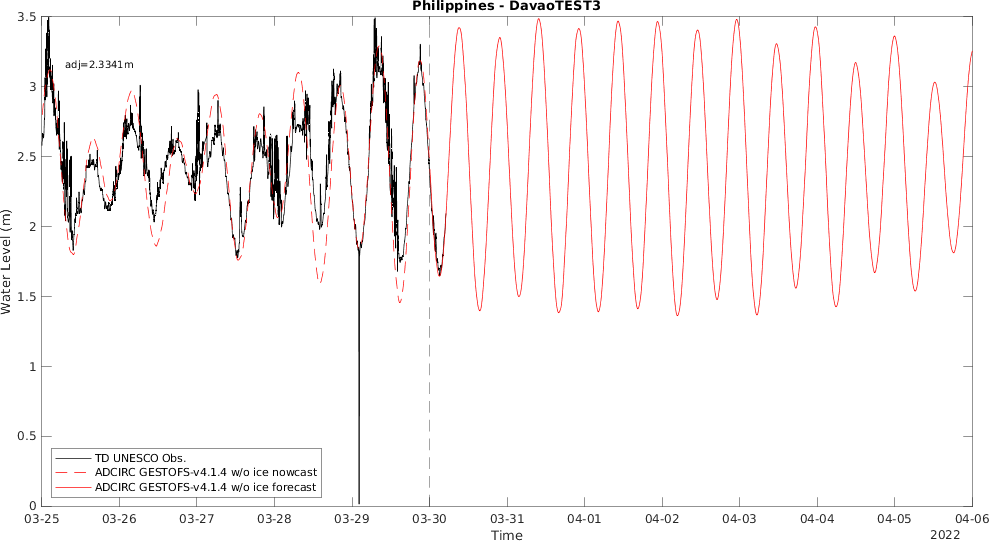 Philippines - DavaoTEST3
3.5
3
2.5
2
1.5
1
0.5
0
Water Level (m)
adj=2.3341m
TD UNESCO Obs.
ADCIRC GESTOFS-v4.1.4 w/o ice nowcast
ADCIRC GESTOFS-v4.1.4 w/o ice forecast
03-25 03-26 03-27 03-28 03-29 03-30 03-31 04-01 04-02 04-03 04-04 04-05 04-06
Time
2022